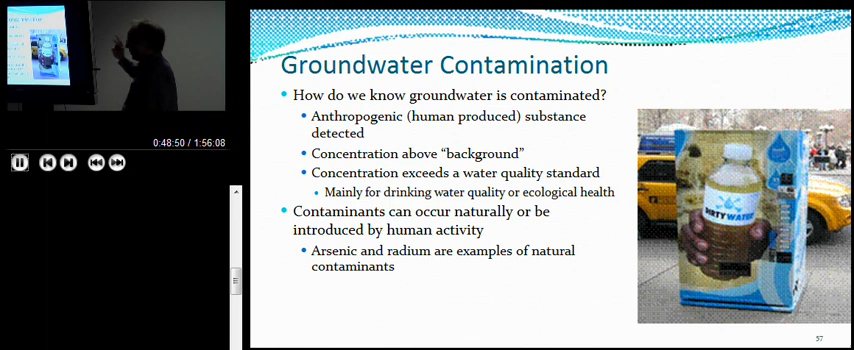 0:48:50 / 1:56:08
Groundwater Contamination
How do we know groundwater is contaminated?
Anthropogenic (human produced) substance
detected
Concentration above “background”
Concentration exceeds a water quality standard
Mainly for drinking water quality or ecological health
Contaminants can occur naturally or be
introduced by human activity
Arsenic and radium are examples of natural
contaminants
DIRTY WATER
57